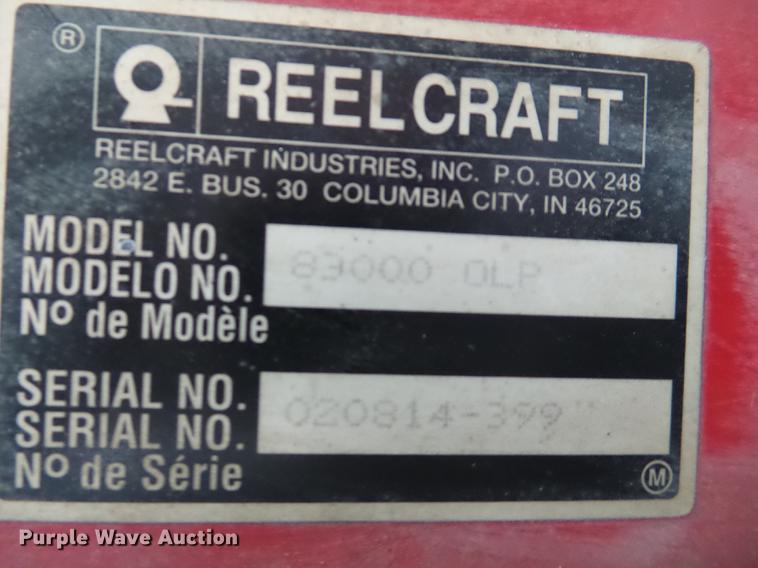 ®
REELCRAFT
REELCRAFT INDUSTRIES, INC. P.O. BOX 248
2842 E. BUS. 30 COLUMBIA CITY, IN 46725
MODEL NO.
MODELO NO.
Nº de Modèle
83000 OLP
SERIAL NO.
SERIAL NO.
Nº de Série
020814-399
M
Purple Wave Auction